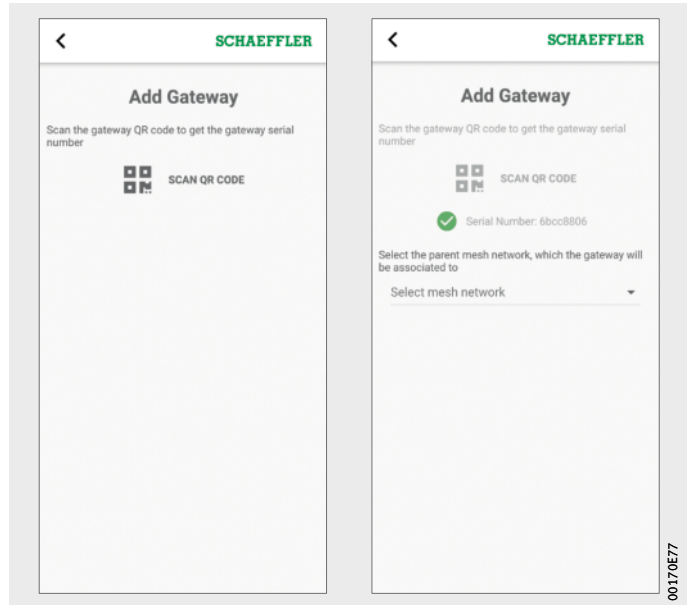 SCHAEFFLER
Add Gateway
Scan the gateway QR code to get the gateway serial
number
SCAN QR CODE
SCHAEFFLER
Add Gateway
Scan the gateway QR code to get the gateway serial
number
SCAN QR CODE
Serial Number: 6bcc8806
Select the parent mesh network, which the gateway will
be associated to
Select mesh network
00170E77